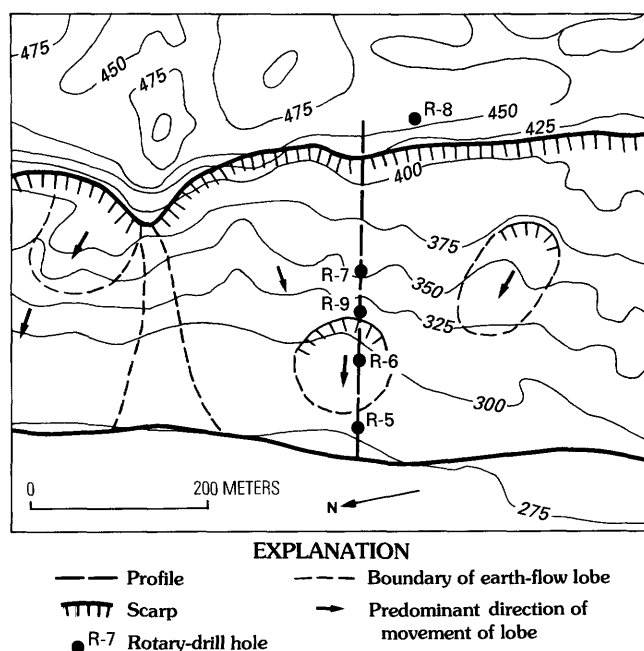 475
450
475
475
R-8
450
425
400
375
R-7
350
R-9
325
R-6
300
R-5
0 200 METERS
N
275
EXPLANATION
Profile
Boundary of earth-flow lobe
Scarp
Predominant direction of
movement of lobe
R-7 Rotary-drill hole